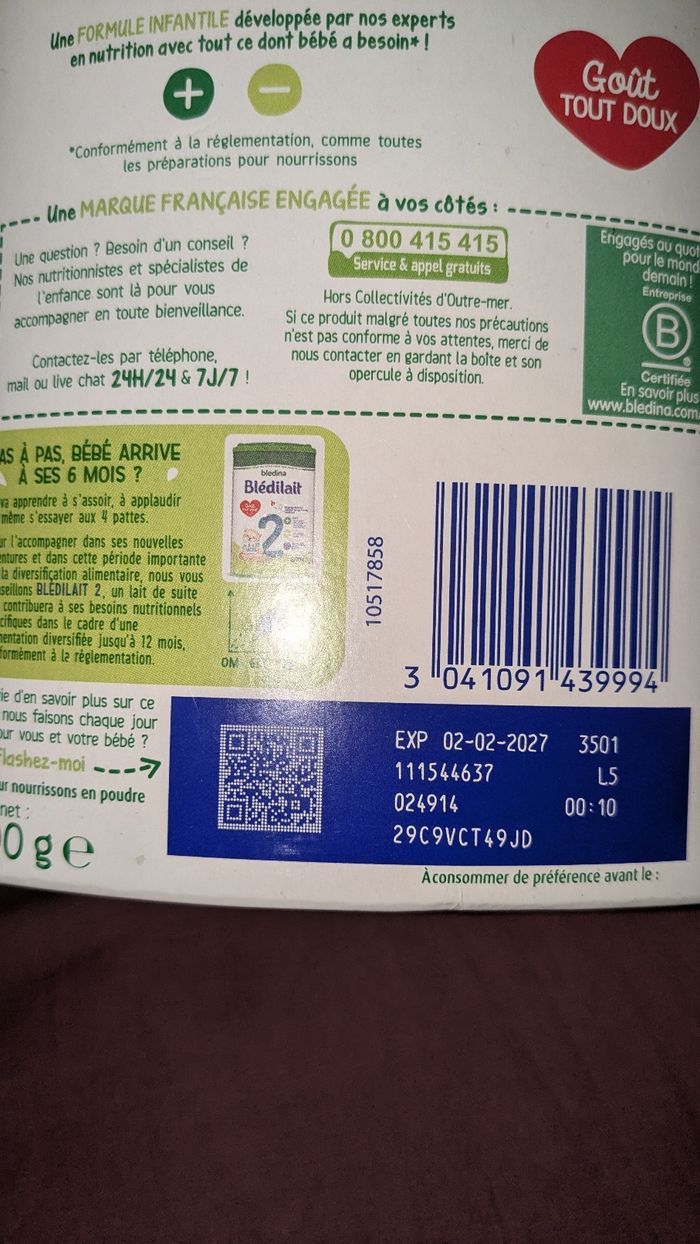 Une FORMULE INFANTILE développée par nos experts
en nutrition avec tout ce dont bébé a besoin* !
Goût
TOUT DOUX
*Conformément à la réglementation, comme toutes
les préparations pour nourrissons
Une MARQUE FRANÇAISE ENGAGÉE à vos côtés :
Une question ? Besoin d'un conseil ?
Nos nutritionnistes et spécialistes de
l'enfance sont là pour vous
accompagner en toute bienveillance.
Contactez-les par téléphone,
mail ou live chat 24H/24 & 7J/7 !
0 800 415 415
Service & appel gratuits
Hors Collectivités d'Outre-mer.
Si ce produit malgré toutes nos précautions
n'est pas conforme à vos attentes, merci de
nous contacter en gardant la boîte et son
opercule à disposition.
Engagés au
pour le
demain !
Entreprise
B
Certifiée
En savoir plus
www.bledina.com
À PAS, BÉBÉ ARRIVE
À SES 6 MOIS ?
va apprendre à s'assoir, à applaudir
même s'essayer aux 4 pattes.
l'accompagner dans ses nouvelles
et dans cette période importante
la diversification alimentaire, nous vous
BLÉDILAIT 2, un lait de suite
contribuera à ses besoins nutritionnels
dans le cadre d'une
diversifiée jusqu'à 12 mois,
à la réglementation.
bledina
Blédilait
2
0M
10517858
3 041091 439994
d'en savoir plus sur ce
nous faisons chaque jour
vous et votre bébé ?
Flashez-moi
nourrissons en poudre
net :
0 g e
EXP 02-02-2027 3501
111544637 L5
024914 00:10
29C9VCT49JD
À consommer de préférence avant le :